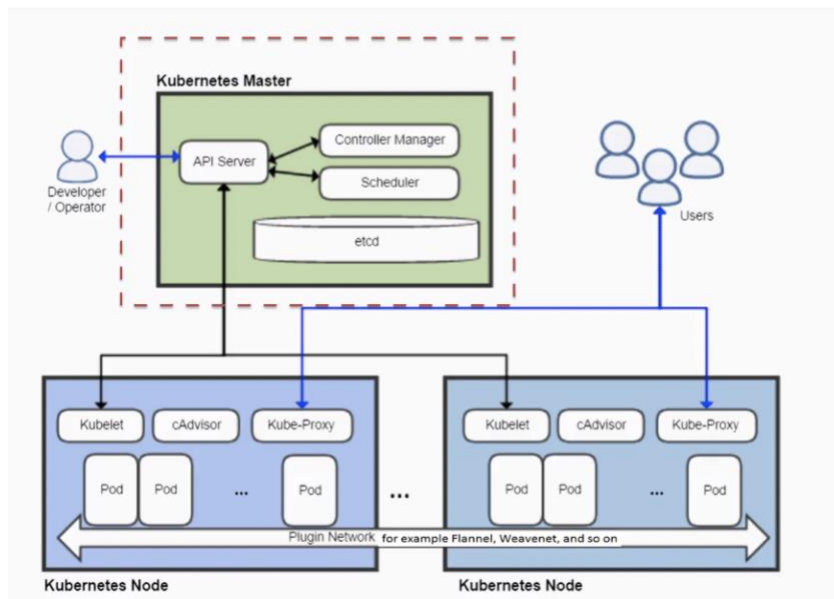 Kubernetes Master
API Server
Controller Manager
Scheduler
etcd
Developer
/ Operator
Users
Kubelet
cAdvisor
Kube-Proxy
Pod
Pod
...
Pod
...
Kubelet
cAdvisor
Kube-Proxy
Pod
Pod
...
Pod
Plugin Network for example Flannel, Weavenet, and so on
Kubernetes Node
Kubernetes Node